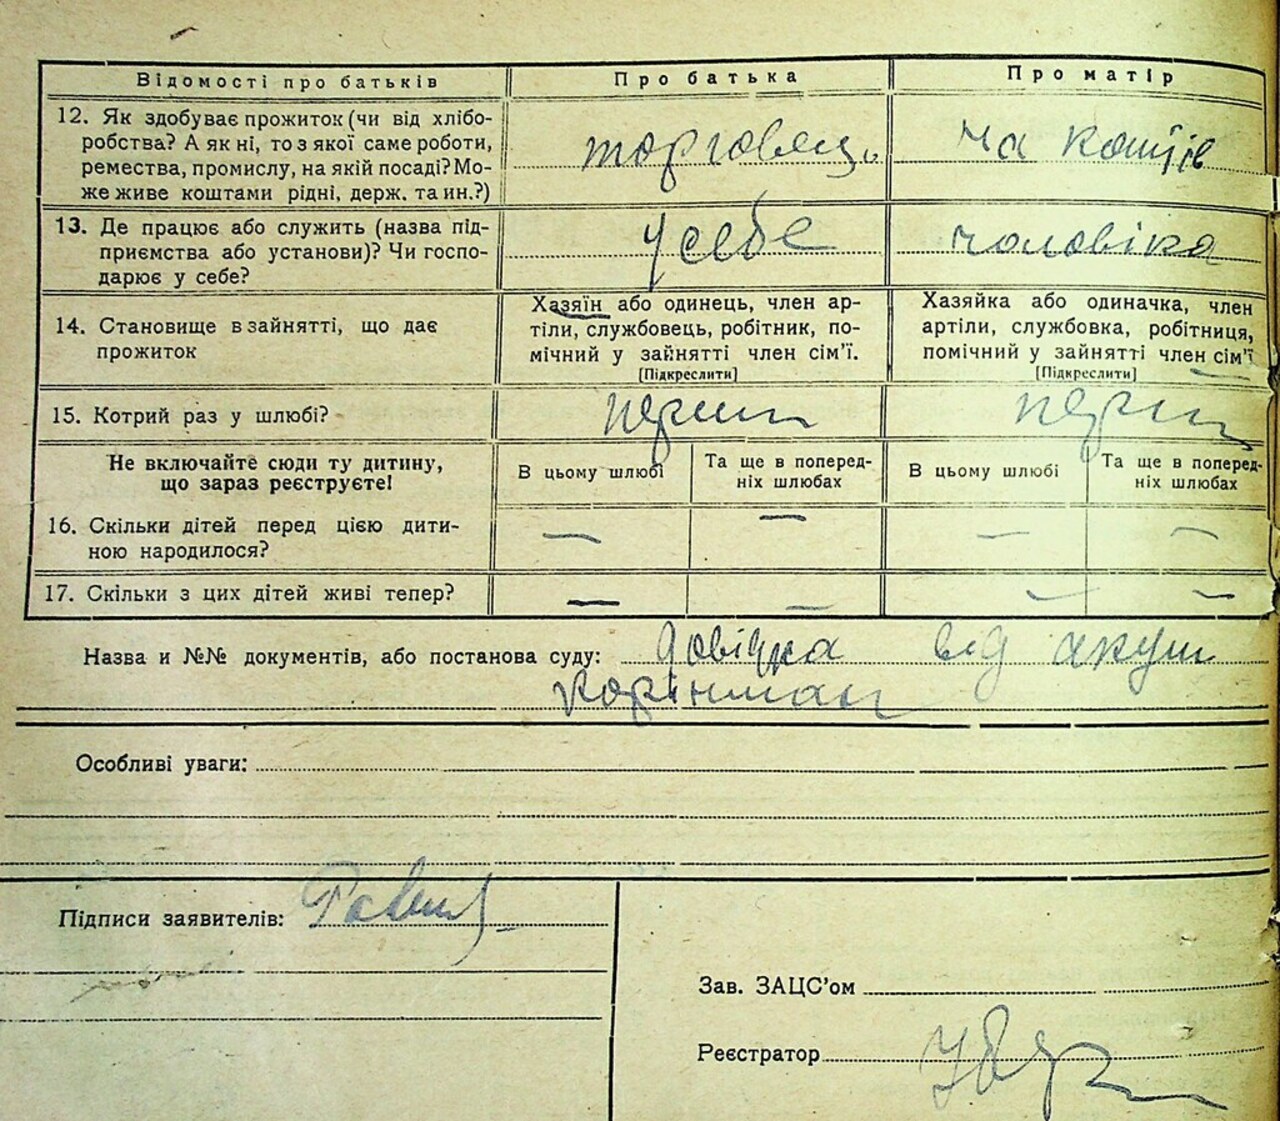 Відомості про батьків
Про батька
Про матір
12. Як здобуває прожиток (чи від хлібо-
робства? А як ні, то з якої саме роботи,
ремества, промислу, на якій посаді? Мо-
же живе коштами рідні, держ. та ин.?)
торговець
на коштів
13. Де працює або служить (назва під-
приємства або установи)? Чи госпо-
дарює у себе?
у себе
чоловіка
14. Становище в зайнятті, що дає
прожиток
Хазяїн або одинець, член ар-
тіли, службовець, робітник, по-
мічний у зайнятті член сім'ї.
[Підкреслити]
Хазяйка або одиначка, член
артіли, службовка, робітниця,
помічний у зайнятті член сім'ї
[Підкреслити]
15. Котрий раз у шлюбі?
перший
перший
Не включайте сюди ту дитину,
що зараз реєструєте!
В цьому шлюбі
Та ще в поперед-
ніх шлюбах
В цьому шлюбі
Та ще в поперед-
ніх шлюбах
16. Скільки дітей перед цією дити-
ною народилося?
— — — —
17. Скільки з цих дітей живі тепер?
— — — —
Назва и №№ документів, або постанова суду: довідка від акуш
Корінман
Особливі уваги:
Підписи заявителів:
Зав. ЗАЦС'ом
Реєстратор